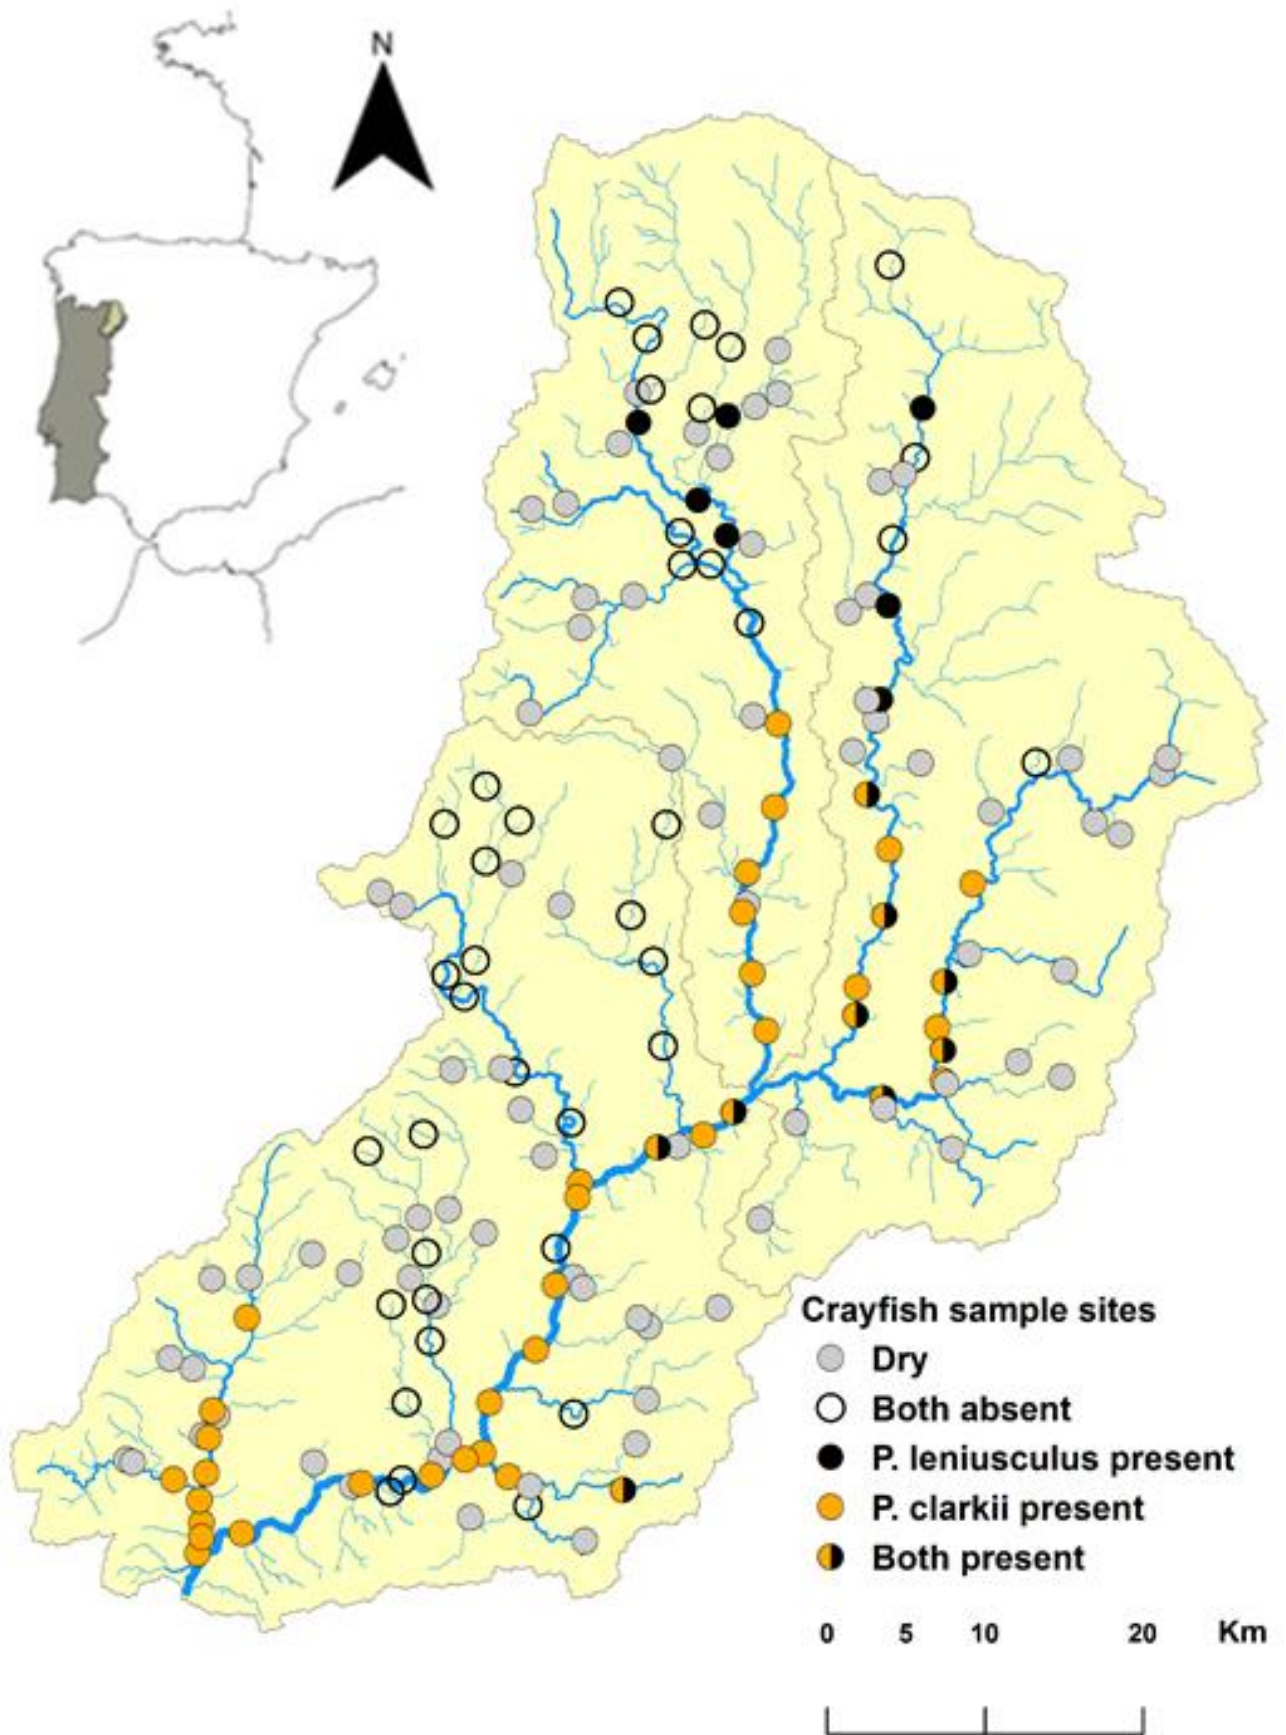 N
Crayfish sample sites
Dry
Both absent
P. leniusculus present
P. clarkii present
Both present
0 5 10 20 Km